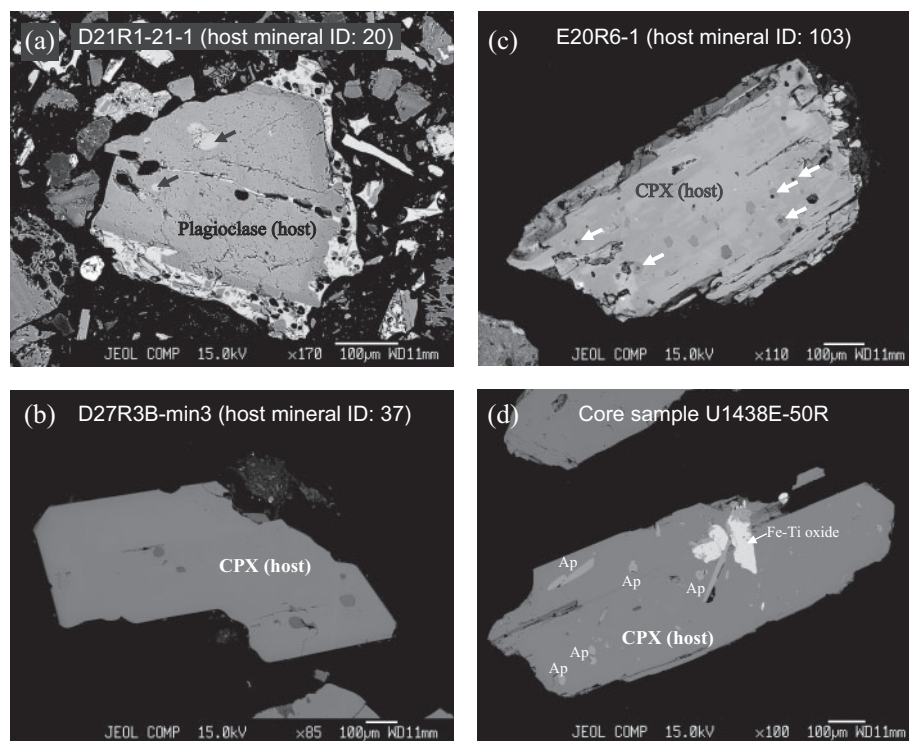 (a) D21R1-21-1 (host mineral ID: 20)
Plagioclase (host)
JEOL COMP 15.0kV ×170 100µm WD11mm
(c) E20R6-1 (host mineral ID: 103)
CPX (host)
JEOL COMP 15.0kV ×110 100µm WD11mm
(b) D27R3B-min3 (host mineral ID: 37)
CPX (host)
JEOL COMP 15.0kV ×85 100µm WD11mm
(d) Core sample U1438E-50R
Fe-Ti oxide
Ap
Ap
Ap
CPX (host)
Ap
Ap
JEOL COMP 15.0kV ×100 100µm WD11mm